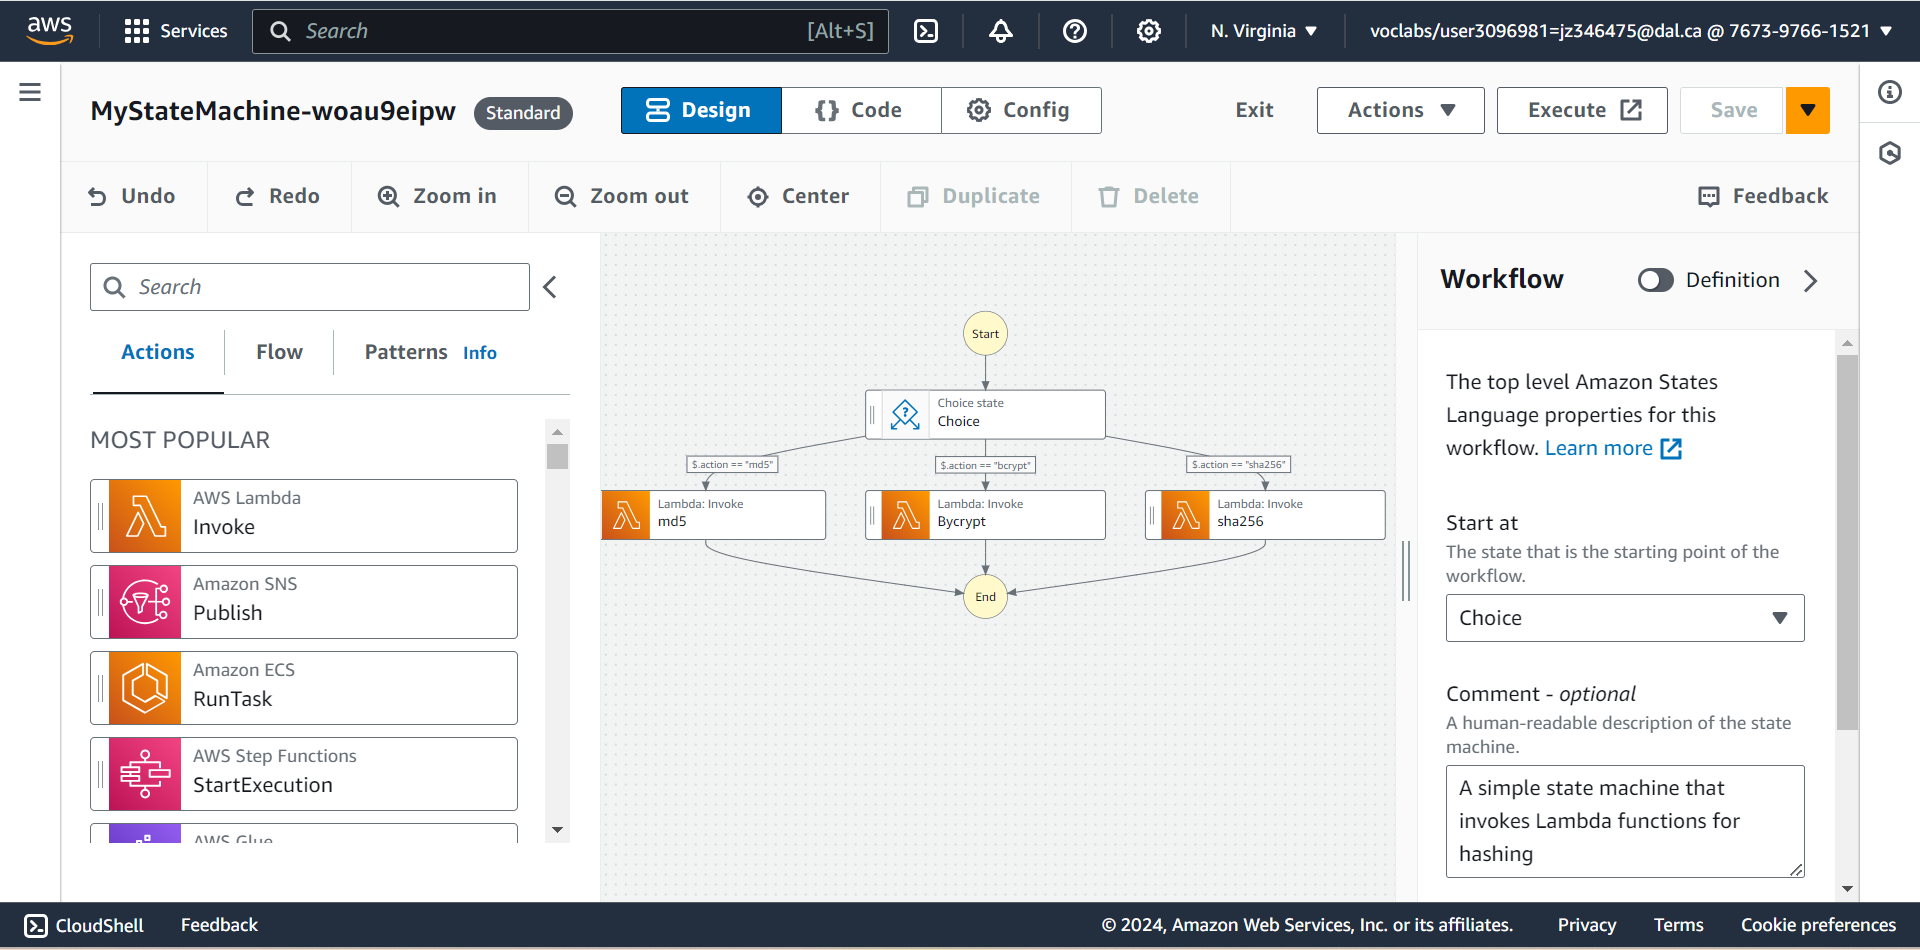 aws
Services
Search
[Alt+S]
N. Virginia
voclabs/user3096981=jz346475@dal.ca @ 7673-9766-1521
MyStateMachine-woau9eipw
Standard
Design
{} Code
Config
Exit
Actions
Execute
Save
Undo
Redo
Zoom in
Zoom out
Center
Duplicate
Delete
Feedback
Search
Actions
Flow
Patterns
Info
MOST POPULAR
AWS Lambda
Invoke
Amazon SNS
Publish
Amazon ECS
RunTask
AWS Step Functions
StartExecution
AWS Glue
Start
Choice state
Choice
$.action == "md5"
$.action == "bcrypt"
$.action == "sha256"
Lambda: Invoke
md5
Lambda: Invoke
Bycrypt
Lambda: Invoke
sha256
End
Workflow
Definition
The top level Amazon States
Language properties for this
workflow. Learn more
Start at
The state that is the starting point of the
workflow.
Choice
Comment - optional
A human-readable description of the state
machine.
A simple state machine that
invokes Lambda functions for
hashing
CloudShell
Feedback
© 2024, Amazon Web Services, Inc. or its affiliates.
Privacy
Terms
Cookie preferences